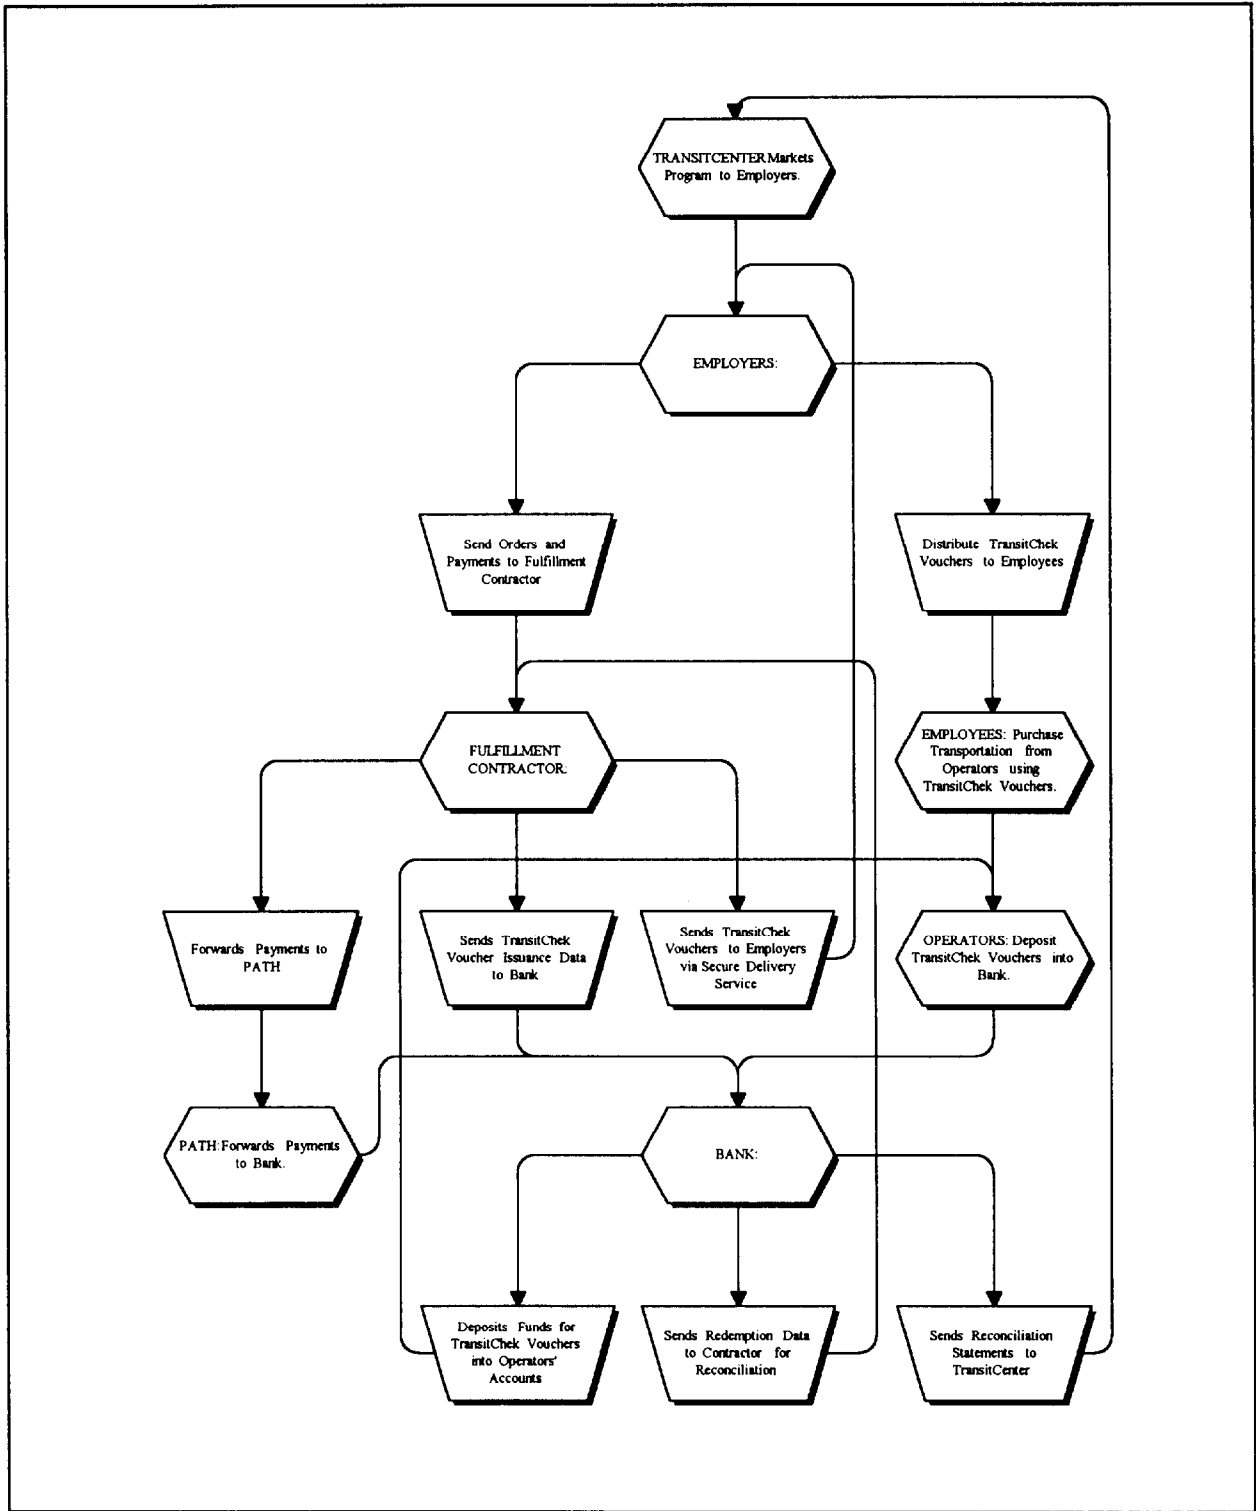 TRANSITCENTER Markets
Program to Employers.
EMPLOYERS:
Send Orders and
Payments to Fulfillment
Contractor
Distribute TransitChek
Vouchers to Employees
FULFILLMENT
CONTRACTOR:
EMPLOYEES: Purchase
Transportation from
Operators using
TransitChek Vouchers.
Forwards Payments to
PATH
Sends TransitChek
Voucher Issuance Data
to Bank
Sends TransitChek
Vouchers to Employers
via Secure Delivery
Service
OPERATORS: Deposit
TransitChek Vouchers into
Bank.
PATH: Forwards Payments
to Bank.
BANK:
Deposits Funds for
TransitChek Vouchers
into Operators'
Accounts
Sends Redemption Data
to Contractor for
Reconciliation
Sends Reconciliation
Statements to
TransitCenter